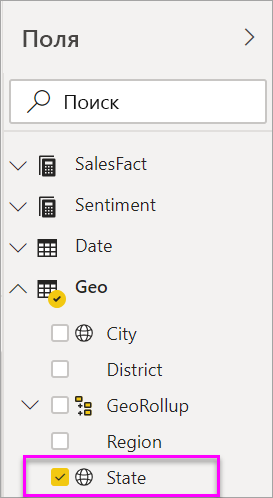 Поля
Поиск
SalesFact
Sentiment
Date
Geo
City
District
GeoRollup
Region
State